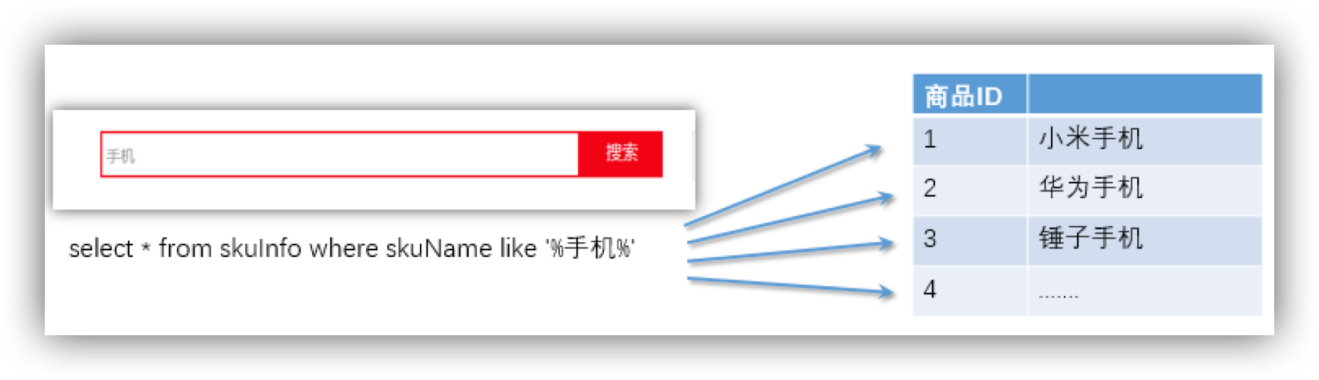 手机
搜索
select * from skuInfo where skuName like '%手机%'
商品ID
1 小米手机
2 华为手机
3 锤子手机
4 .......